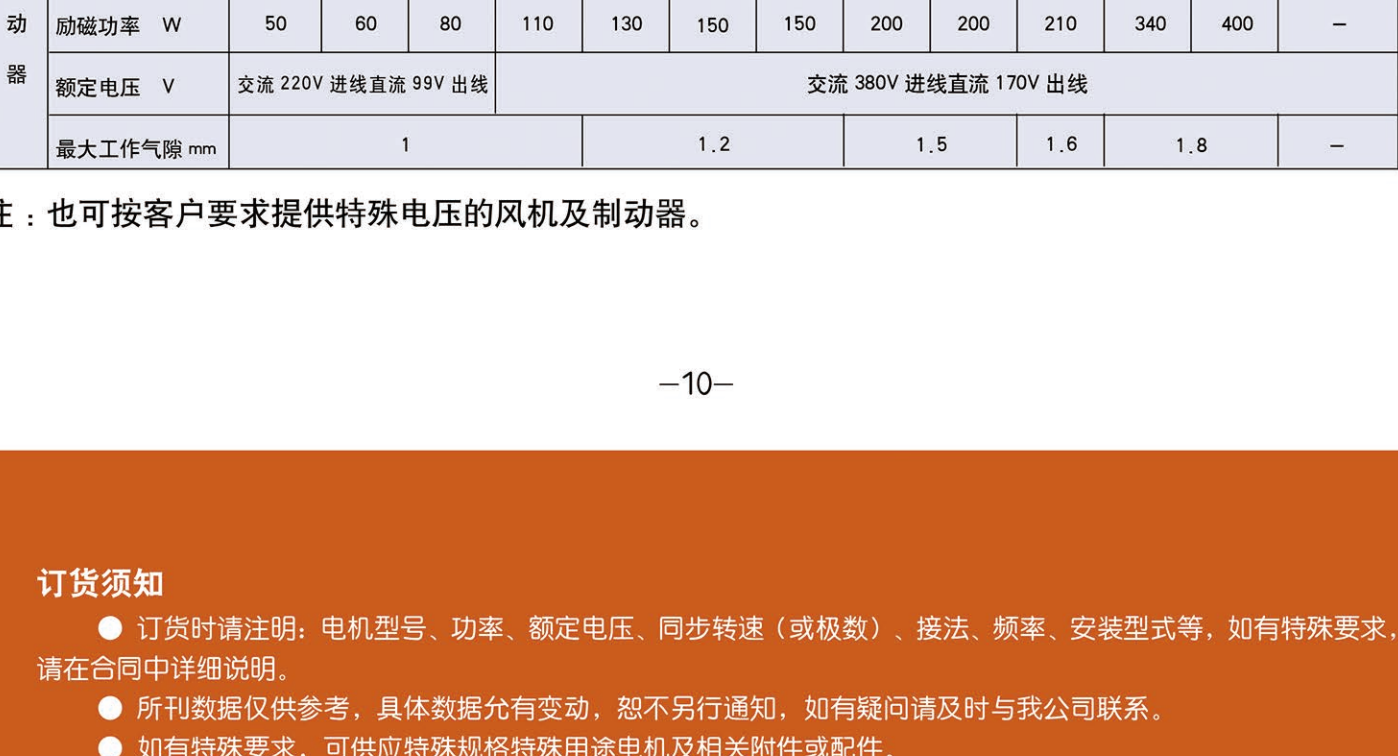 动 励磁功率 W 50 60 80 110 130 150 150 200 200 210 340 400 –
器 额定电压 V 交流 220V 进线直流 99V 出线 交流 380V 进线直流 170V 出线
最大工作气隙 mm 1 1.2 1.5 1.6 1.8 –
注：也可按客户要求提供特殊电压的风机及制动器。
–10–
订货须知
● 订货时请注明：电机型号、功率、额定电压、同步转速（或极数）、接法、频率、安装型式等，如有特殊要求，
请在合同中详细说明。
● 所刊数据仅供参考，具体数据允有变动，恕不另行通知，如有疑问请及时与我公司联系。
● 如有特殊要求，可供应特殊规格特殊用途电机及相关附件或配件。